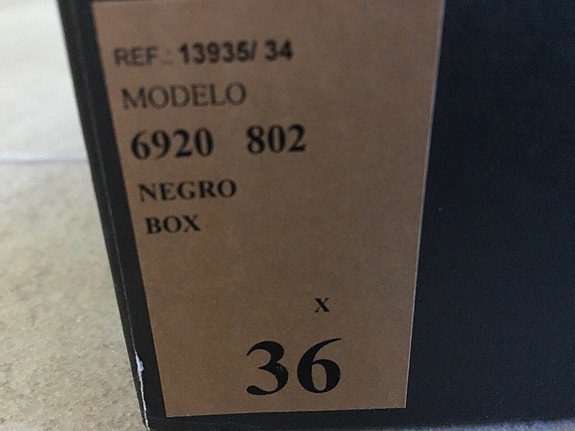 REF.: 13935/ 34
MODELO
6920 802
NEGRO
BOX
X
36